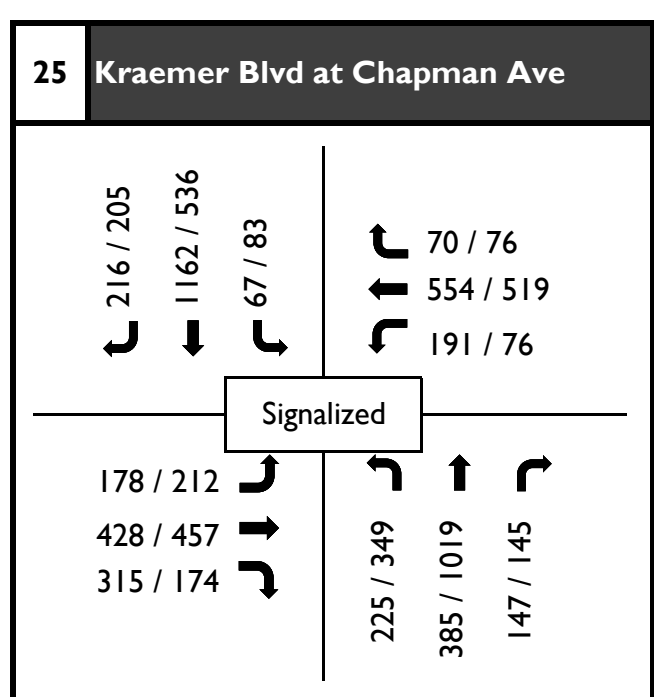 25 Kraemer Blvd at Chapman Ave
216 / 205
1162 / 536
67 / 83
70 / 76
554 / 519
191 / 76
Signalized
178 / 212
428 / 457
315 / 174
225 / 349
385 / 1019
147 / 145